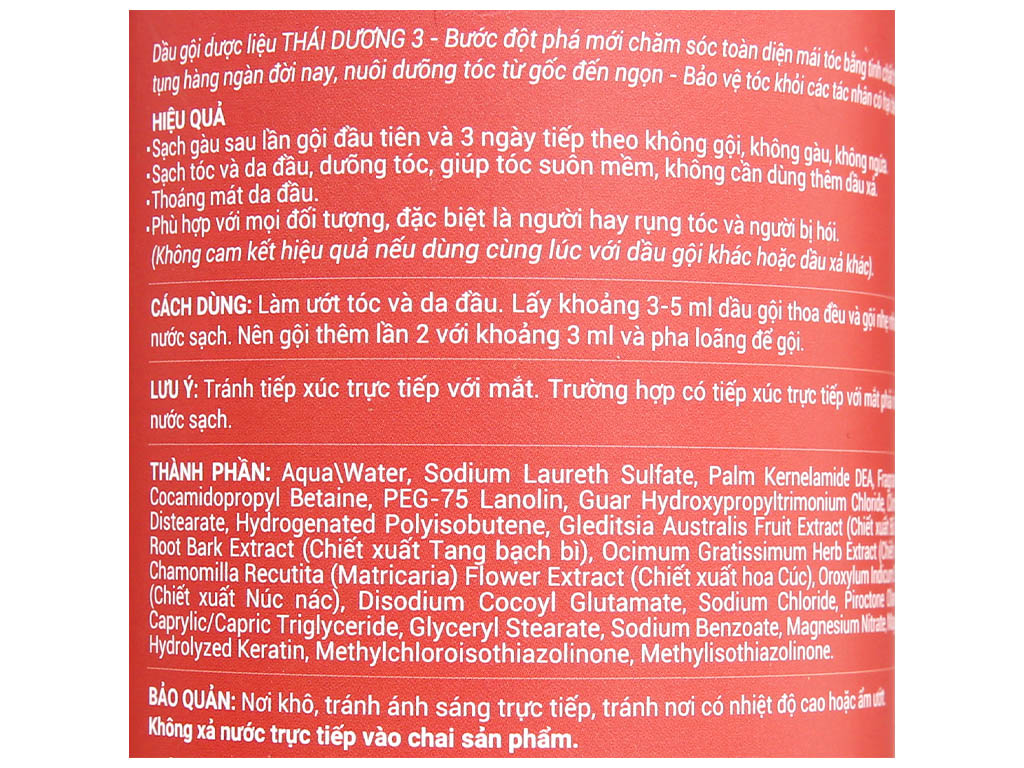 Dầu gội dược liệu THÁI DƯƠNG 3 - Bước đột phá mới chăm sóc toàn diện mái tóc bằng tinh chất
tụng hàng ngàn đời nay, nuôi dưỡng tóc từ gốc đến ngọn - Bảo vệ tóc khỏi các tác nhân có hại
HIỆU QUẢ
•Sạch gàu sau lần gội đầu tiên và 3 ngày tiếp theo không gội, không gàu, không ngứa.
•Sạch tóc và da đầu, dưỡng tóc, giúp tóc suôn mềm, không cần dùng thêm dầu xả.
•Thoáng mát da đầu.
•Phù hợp với mọi đối tượng, đặc biệt là người hay rụng tóc và người bị hói.
(Không cam kết hiệu quả nếu dùng cùng lúc với dầu gội khác hoặc dầu xả khác).
CÁCH DÙNG: Làm ướt tóc và da đầu. Lấy khoảng 3-5 ml dầu gội thoa đều và gội nhẹ
nước sạch. Nên gội thêm lần 2 với khoảng 3 ml và pha loãng để gội.
LƯU Ý: Tránh tiếp xúc trực tiếp với mắt. Trường hợp có tiếp xúc trực tiếp với mắt phải
nước sạch.
THÀNH PHẦN: Aqua\Water, Sodium Laureth Sulfate, Palm Kernelamide DEA,
Cocamidopropyl Betaine, PEG-75 Lanolin, Guar Hydroxypropyltrimonium Chloride,
Distearate, Hydrogenated Polyisobutene, Gleditsia Australis Fruit Extract (Chiết xuất
Root Bark Extract (Chiết xuất Tang bạch bì), Ocimum Gratissimum Herb Extract
Chamomilla Recutita (Matricaria) Flower Extract (Chiết xuất hoa Cúc), Oroxylum Indicum
(Chiết xuất Núc nác), Disodium Cocoyl Glutamate, Sodium Chloride, Piroctone
Caprylic/Capric Triglyceride, Glyceryl Stearate, Sodium Benzoate, Magnesium Nitrate,
Hydrolyzed Keratin, Methylchloroisothiazolinone, Methylisothiazolinone.
BẢO QUẢN: Nơi khô, tránh ánh sáng trực tiếp, tránh nơi có nhiệt độ cao hoặc ẩm ướt.
Không xả nước trực tiếp vào chai sản phẩm.